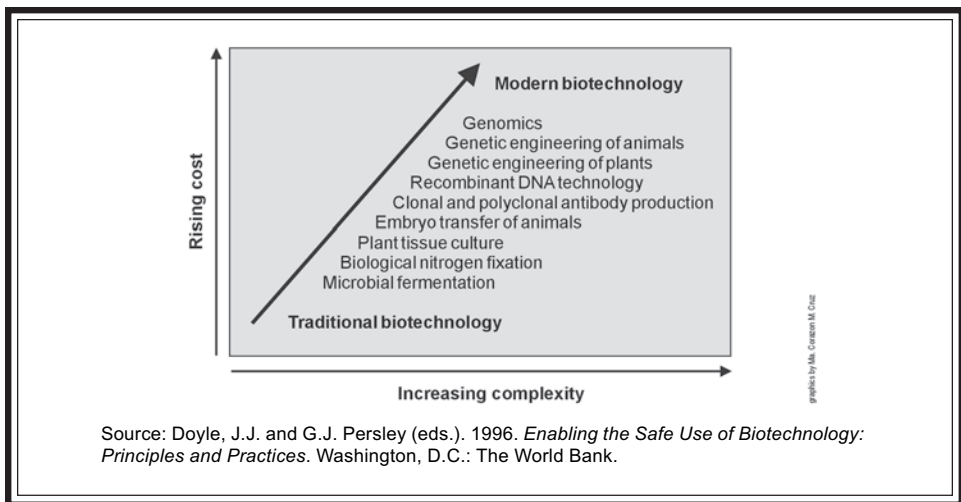 Modern biotechnology
Genomics
Genetic engineering of animals
Genetic engineering of plants
Recombinant DNA technology
Clonal and polyclonal antibody production
Embryo transfer of animals
Plant tissue culture
Biological nitrogen fixation
Microbial fermentation
Traditional biotechnology
Rising cost
Increasing complexity
graphics by Ma. Corazon M. Cruz
Source: Doyle, J.J. and G.J. Persley (eds.). 1996. Enabling the Safe Use of Biotechnology:
Principles and Practices. Washington, D.C.: The World Bank.